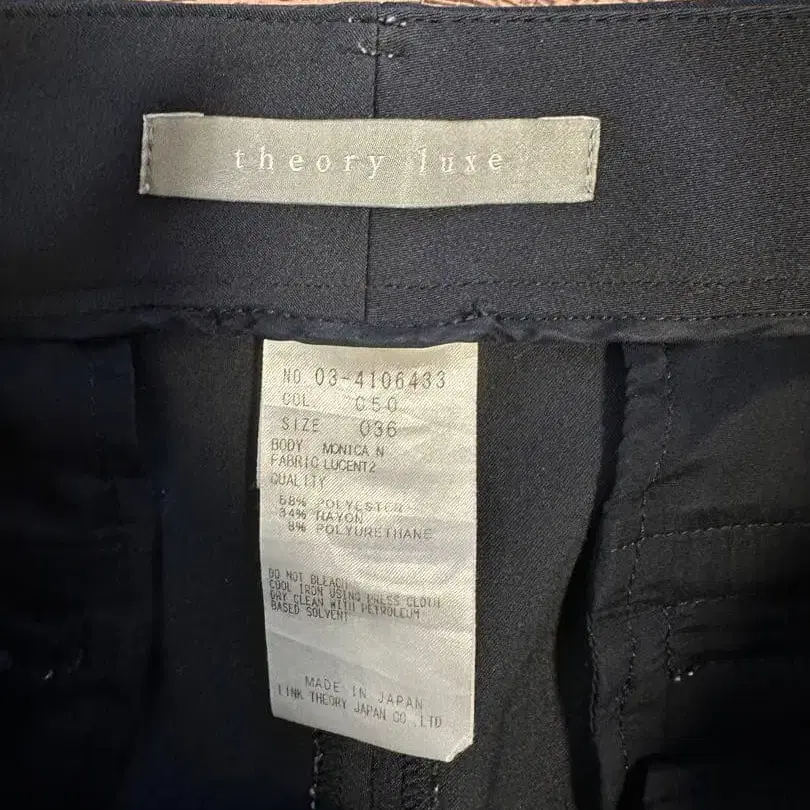 theory luxe
NO 03-4106433
COL. C50
SIZE 036
BODY MONICA N
FABRIC LUCENT2
QUALITY
58% POLYESTER
34% RAYON
8% POLYURETHANE
DO NOT BLEACH
COOL IRON USING PRESS CLOTH
DRY CLEAN WITH PETROLEUM
BASED SOLVENT
MADE IN JAPAN
LINK THEORY JAPAN CO.,LTD